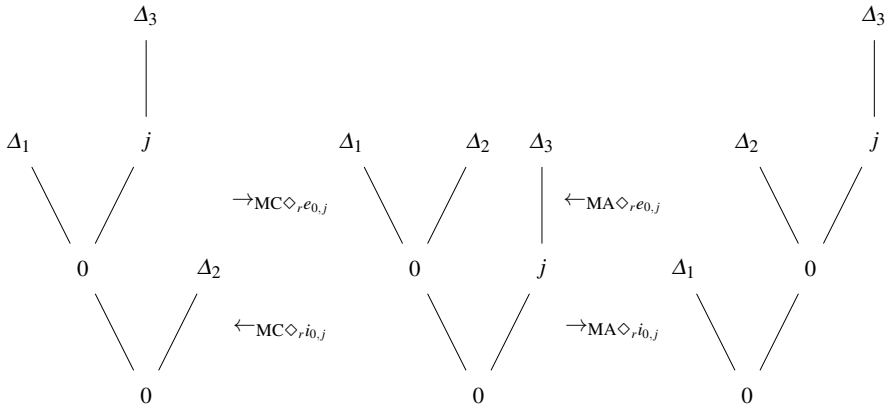 Δ₃ Δ₃
Δ₁ j Δ₁ Δ₂ Δ₃ Δ₂ j
→MC◇ᵣe₀,ⱼ ←MA◇ᵣe₀,ⱼ
0 Δ₂ 0 j Δ₁ 0
←MC◇ᵣi₀,ⱼ →MA◇ᵣi₀,ⱼ
0 0 0